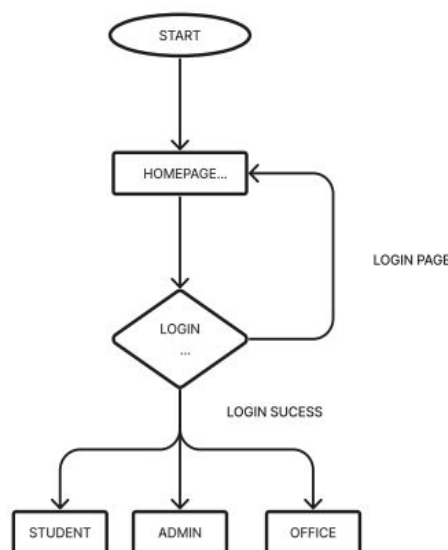 START
HOMEPAGE...
LOGIN PAGE
LOGIN
...
LOGIN SUCESS
STUDENT
ADMIN
OFFICE